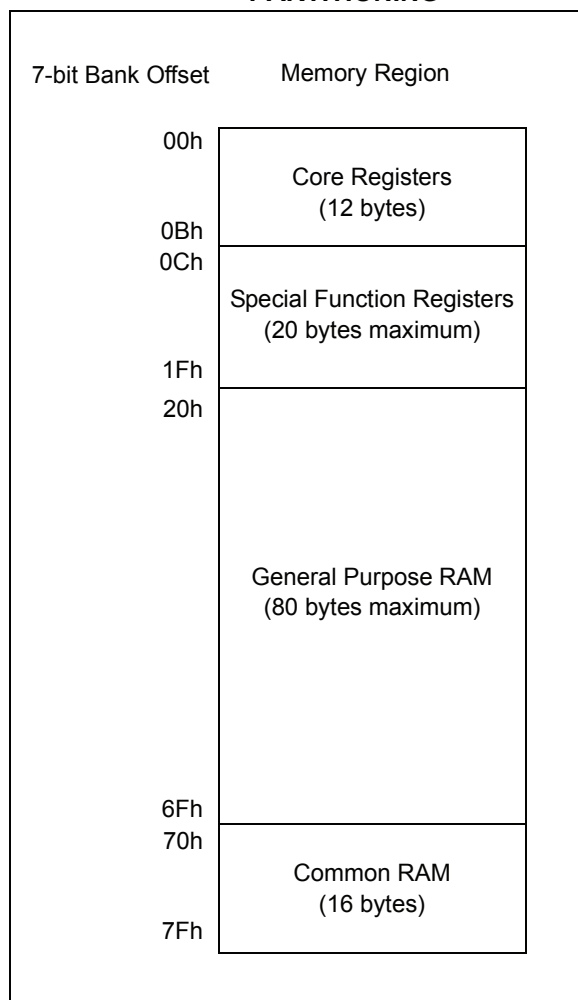 7-bit Bank Offset Memory Region
00h
Core Registers
(12 bytes)
0Bh
0Ch
Special Function Registers
(20 bytes maximum)
1Fh
20h
General Purpose RAM
(80 bytes maximum)
6Fh
70h
Common RAM
(16 bytes)
7Fh